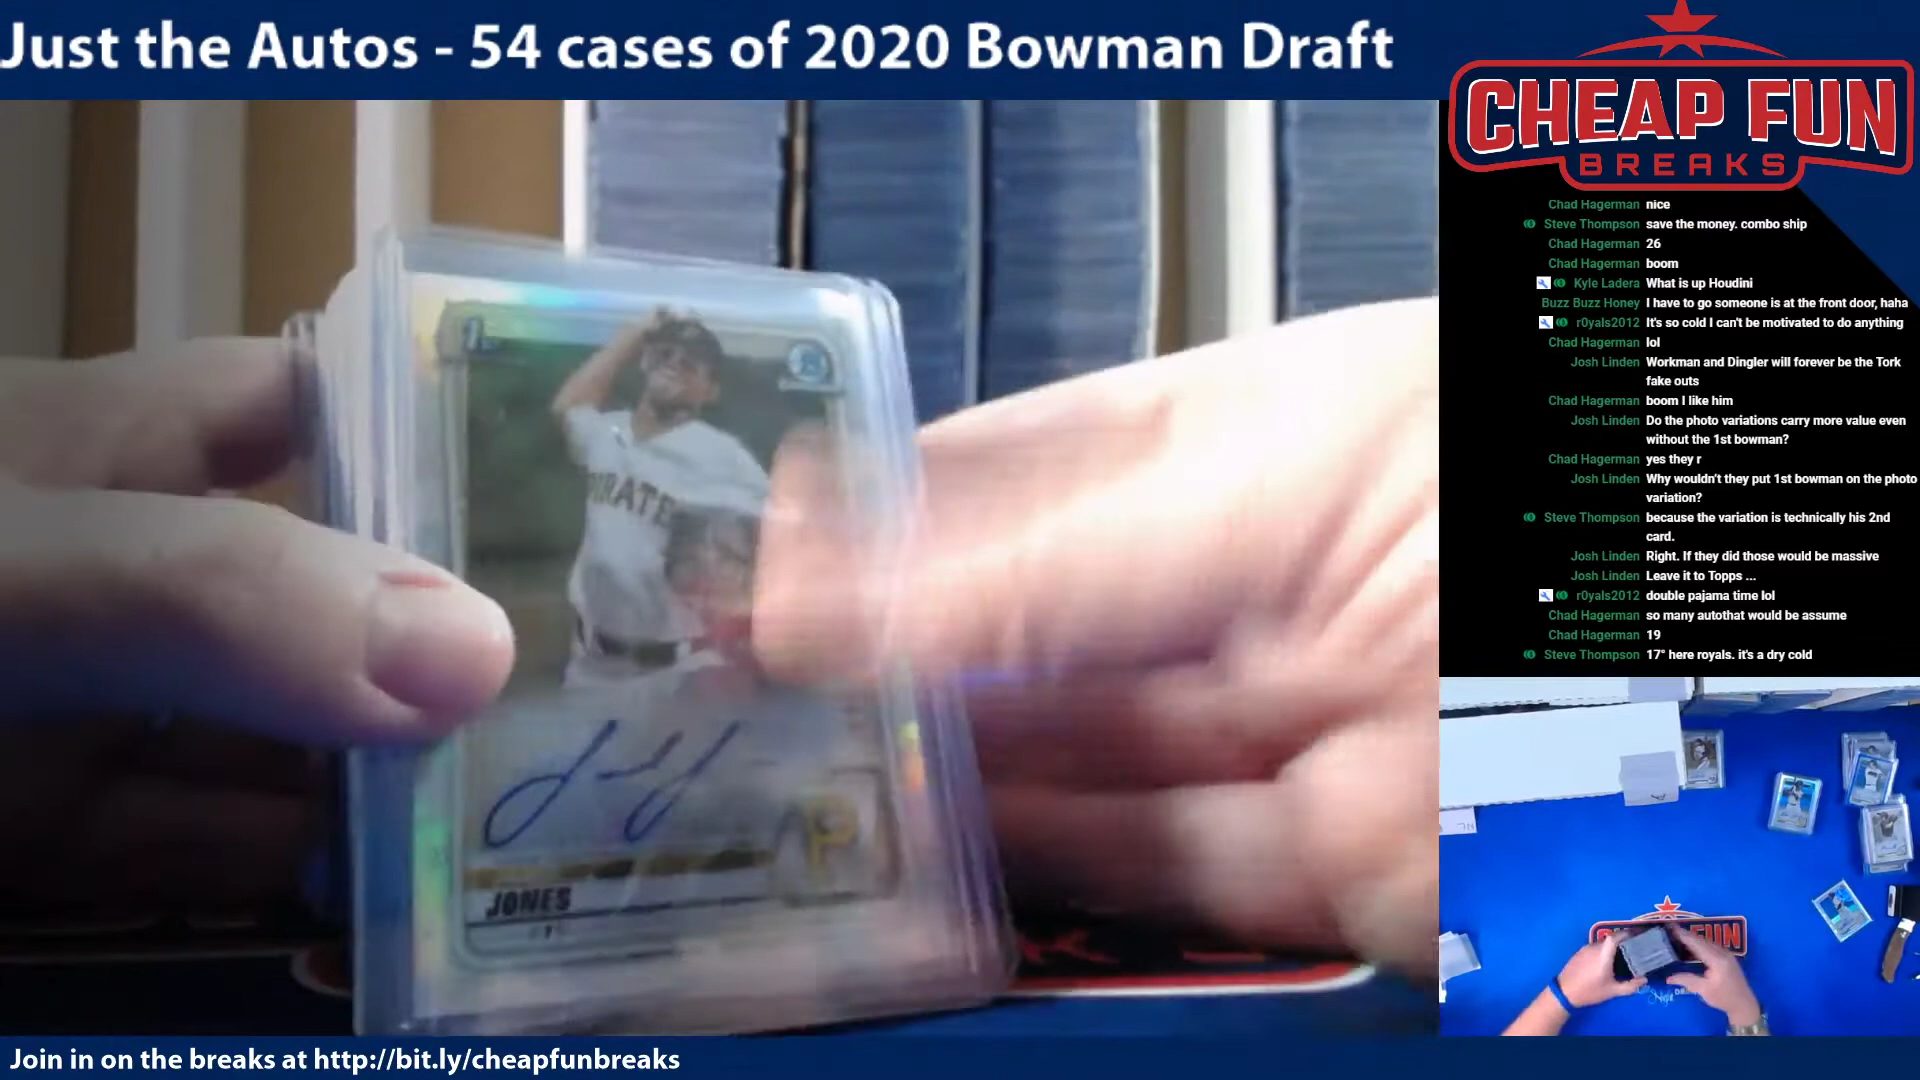 Just the Autos - 54 cases of 2020 Bowman Draft
CHEAP FUN
BREAKS
Chad Hagerman nice
Steve Thompson save the money. combo ship
Chad Hagerman 26
Chad Hagerman boom
Kyle Ladera What is up Houdini
Buzz Buzz Honey I have to go someone is at the front door, haha
r0yals2012 It's so cold I can't be motivated to do anything
Chad Hagerman lol
Josh Linden Workman and Dingler will forever be the Tork
fake outs
Chad Hagerman boom I like him
Josh Linden Do the photo variations carry more value even
without the 1st bowman?
Chad Hagerman yes they r
Josh Linden Why wouldn't they put 1st bowman on the photo
variation?
Steve Thompson because the variation is technically his 2nd
card.
Josh Linden Right. If they did those would be massive
Josh Linden Leave it to Topps ...
r0yals2012 double pajama time lol
Chad Hagerman so many autothat would be assume
Chad Hagerman 19
Steve Thompson 17° here royals. it's a dry cold
PIRATE
P
JONES
FUN
Join in on the breaks at http://bit.ly/cheapfunbreaks